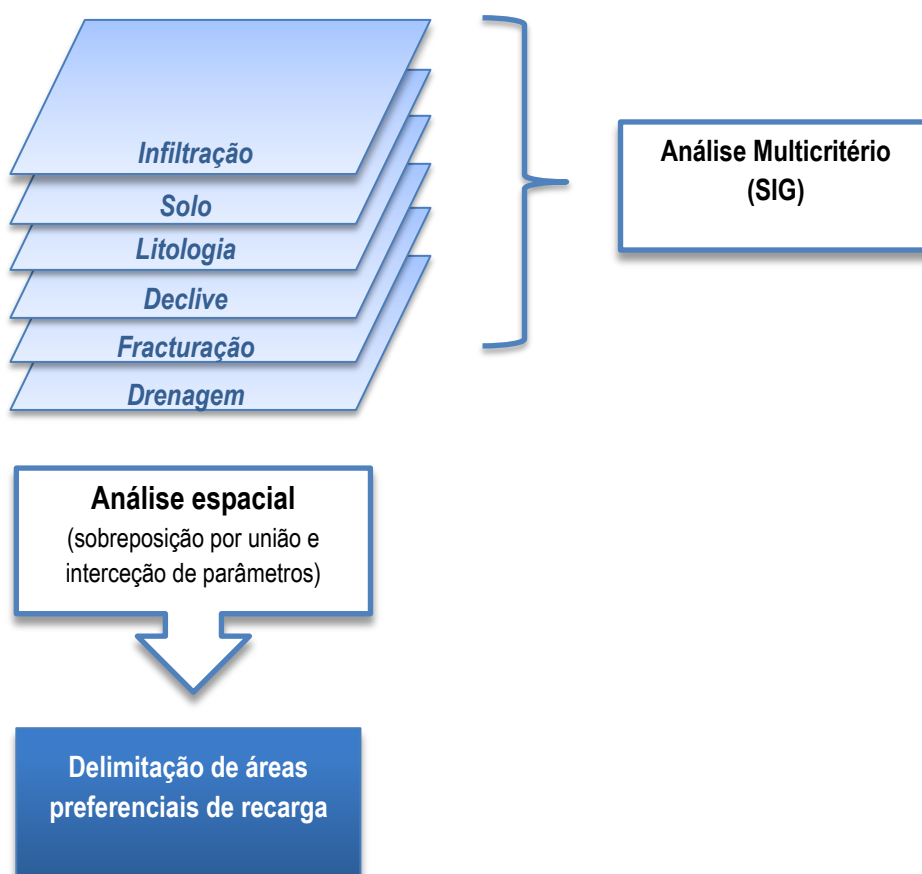 Infiltração
Solo
Litologia
Declive
Fracturação
Drenagem
Análise Multicritério
(SIG)
Análise espacial
(sobreposição por união e
interceção de parâmetros)
Delimitação de áreas
preferenciais de recarga